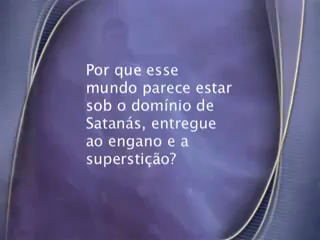 Por que esse
mundo parece estar
sob o domínio de
Satanás, entregue
ao engano e a
superstição?